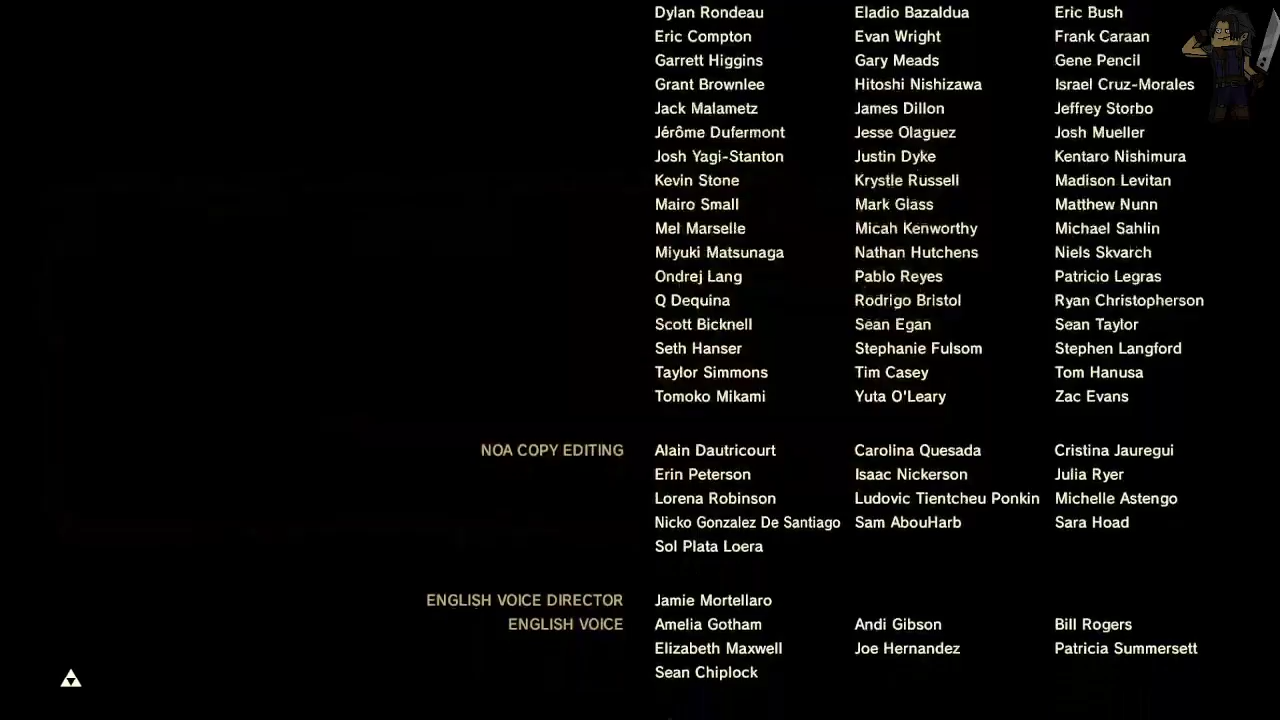 Dylan Rondeau Eladio Bazaldua Eric Bush
Eric Compton Evan Wright Frank Caraan
Garrett Higgins Gary Meads Gene Pencil
Grant Brownlee Hitoshi Nishizawa Israel Cruz-Morales
Jack Malametz James Dillon Jeffrey Storbo
Jérôme Dufermont Jesse Olaguez Josh Mueller
Josh Yagi-Stanton Justin Dyke Kentaro Nishimura
Kevin Stone Krystle Russell Madison Levitan
Mairo Small Mark Glass Matthew Nunn
Mel Marselle Micah Kenworthy Michael Sahlin
Miyuki Matsunaga Nathan Hutchens Niels Skvarch
Ondrej Lang Pablo Reyes Patricio Legras
Q Dequina Rodrigo Bristol Ryan Christopherson
Scott Bicknell Sean Egan Sean Taylor
Seth Hanser Stephanie Fulsom Stephen Langford
Taylor Simmons Tim Casey Tom Hanusa
Tomoko Mikami Yuta O'Leary Zac Evans
NOA COPY EDITING Alain Dautricourt Carolina Quesada Cristina Jauregui
Erin Peterson Isaac Nickerson Julia Ryer
Lorena Robinson Ludovic Tientcheu Ponkin Michelle Astengo
Nicko Gonzalez De Santiago Sam AbouHarb Sara Hoad
Sol Plata Loera
ENGLISH VOICE DIRECTOR Jamie Mortellaro
ENGLISH VOICE Amelia Gotham Andi Gibson Bill Rogers
Elizabeth Maxwell Joe Hernandez Patricia Summersett
Sean Chiplock